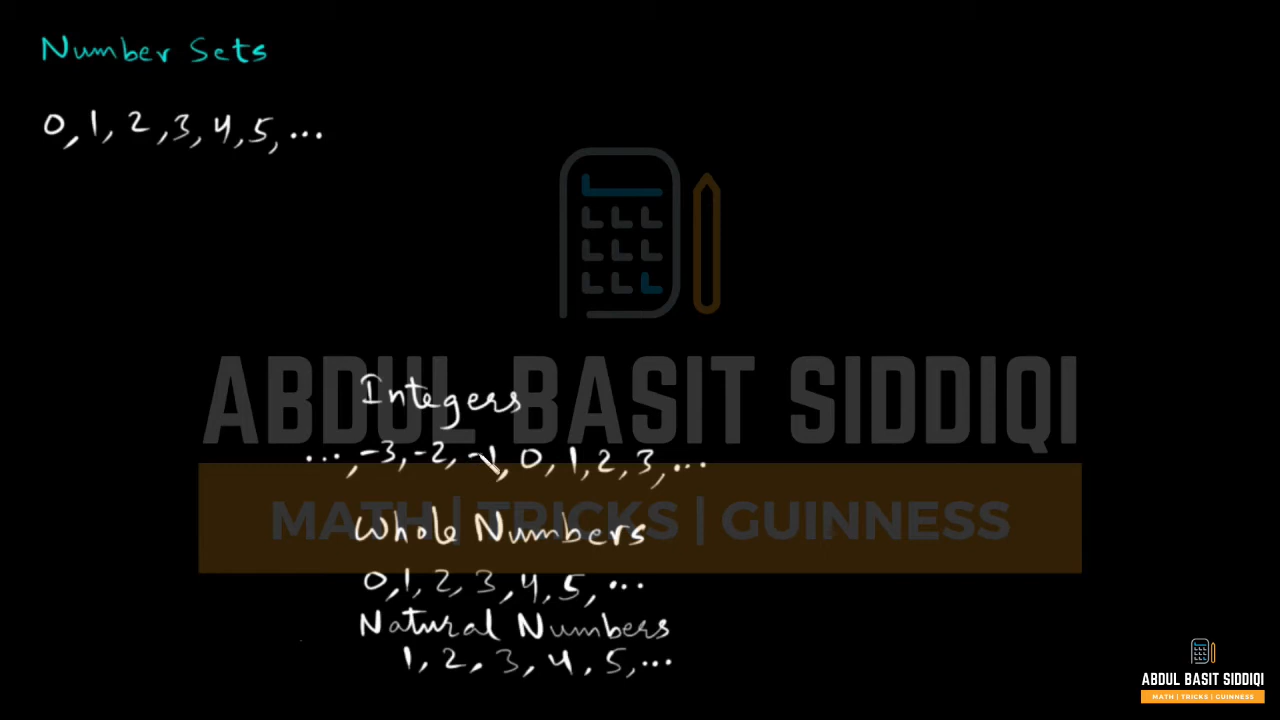 Number Sets
0, 1, 2, 3, 4, 5, ...
ABDUL BASIT SIDDIQI
Integers
..., -3, -2, -1, 0, 1, 2, 3, ...
MATH | TRICKS | GUINNESS
Whole Numbers
0, 1, 2, 3, 4, 5, ...
Natural Numbers
1, 2, 3, 4, 5, ...
ABDUL BASIT SIDDIQI
MATH | TRICKS | GUINNESS